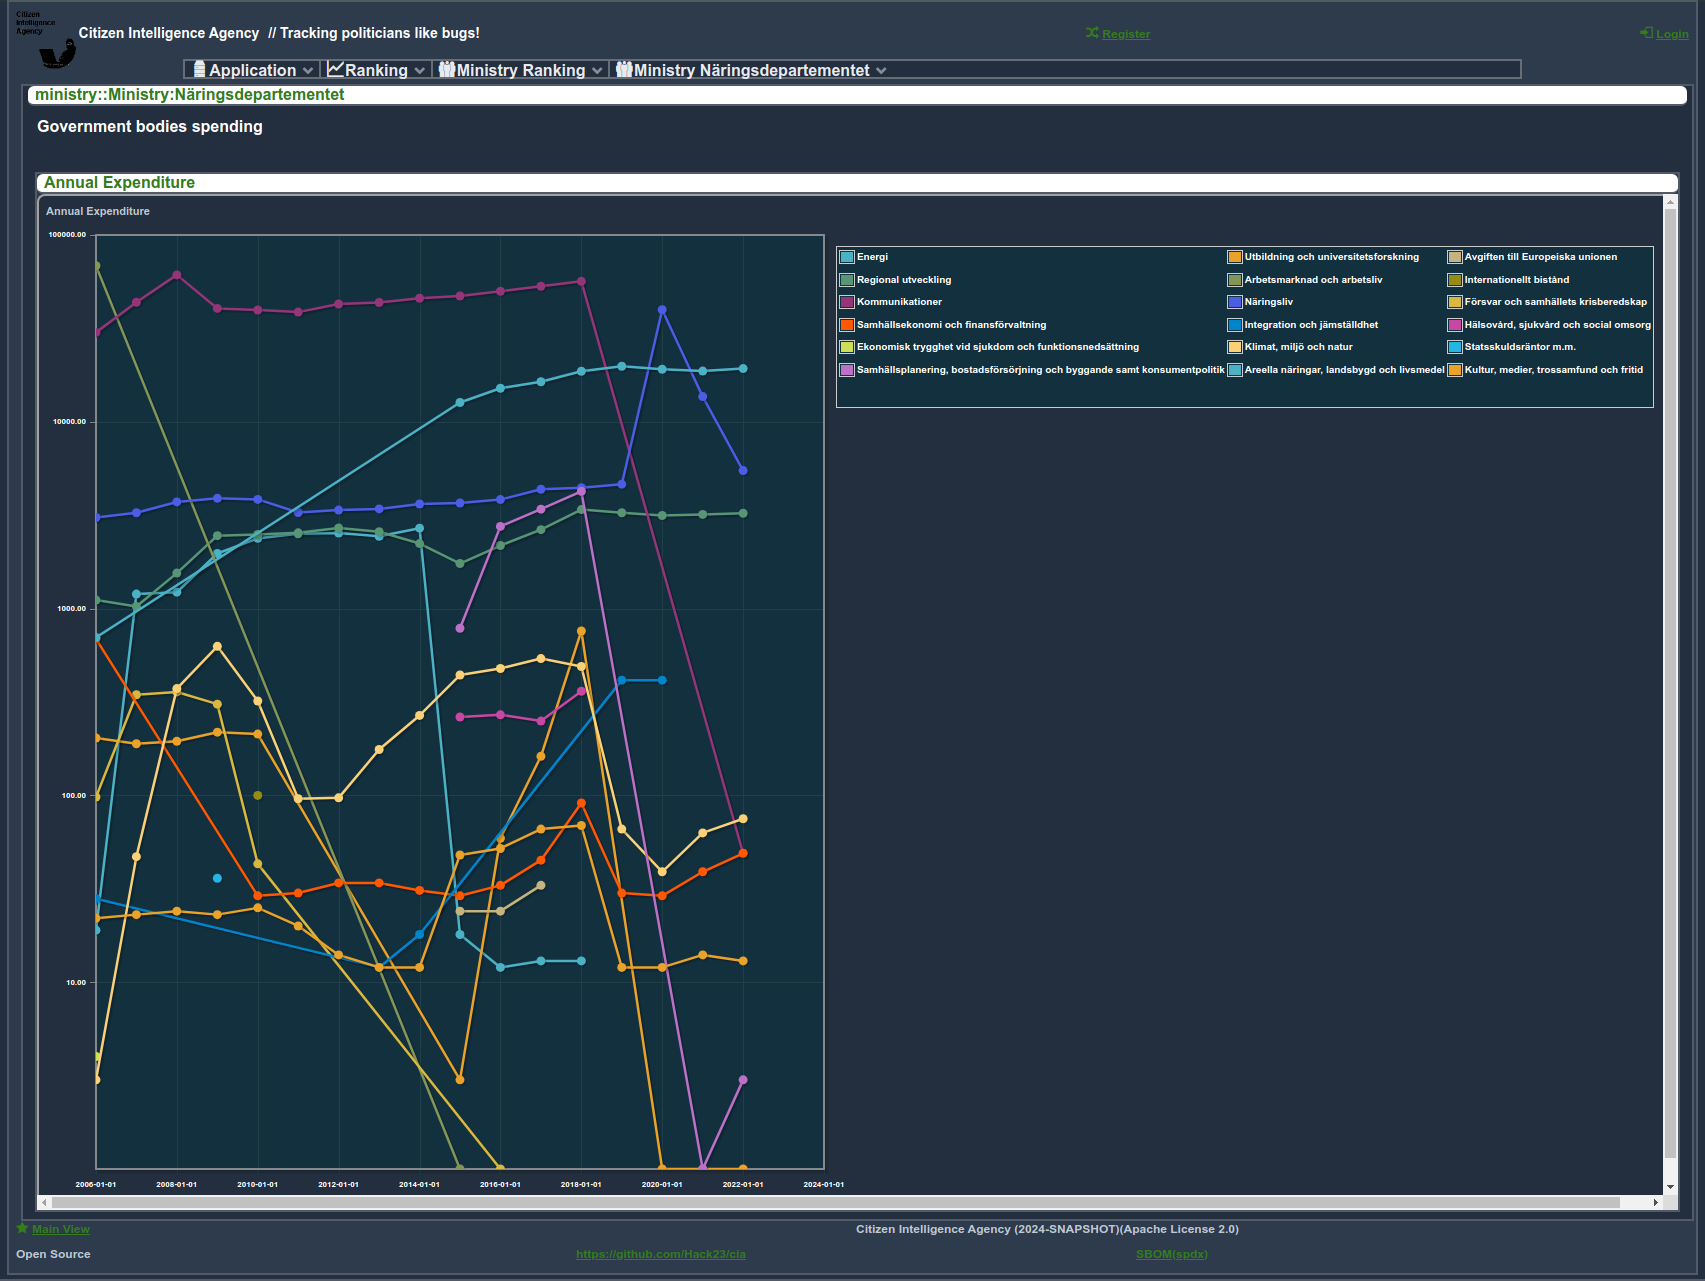 Citizen
Intelligence
Agency
Citizen Intelligence Agency // Tracking politicians like bugs!
Register
Login
Application
Ranking
Ministry Ranking
Ministry Näringsdepartementet
ministry::Ministry:Näringsdepartementet
Government bodies spending
Annual Expenditure
Annual Expenditure
100000.00
10000.00
1000.00
100.00
10.00
2006-01-01
2008-01-01
2010-01-01
2012-01-01
2014-01-01
2016-01-01
2018-01-01
2020-01-01
2022-01-01
2024-01-01
Energi
Utbildning och universitetsforskning
Avgiften till Europeiska unionen
Regional utveckling
Arbetsmarknad och arbetsliv
Internationellt bistånd
Kommunikationer
Näringsliv
Försvar och samhällets krisberedskap
Samhällsekonomi och finansförvaltning
Integration och jämställdhet
Hälsovård, sjukvård och social omsorg
Ekonomisk trygghet vid sjukdom och funktionsnedsättning
Klimat, miljö och natur
Statsskuldsräntor m.m.
Samhällsplanering, bostadsförsörjning och byggande samt konsumentpolitik
Areella näringar, landsbygd och livsmedel
Kultur, medier, trossamfund och fritid
Main View
Citizen Intelligence Agency (2024-SNAPSHOT)(Apache License 2.0)
Open Source
https://github.com/Hack23/cia
SBOM(spdx)